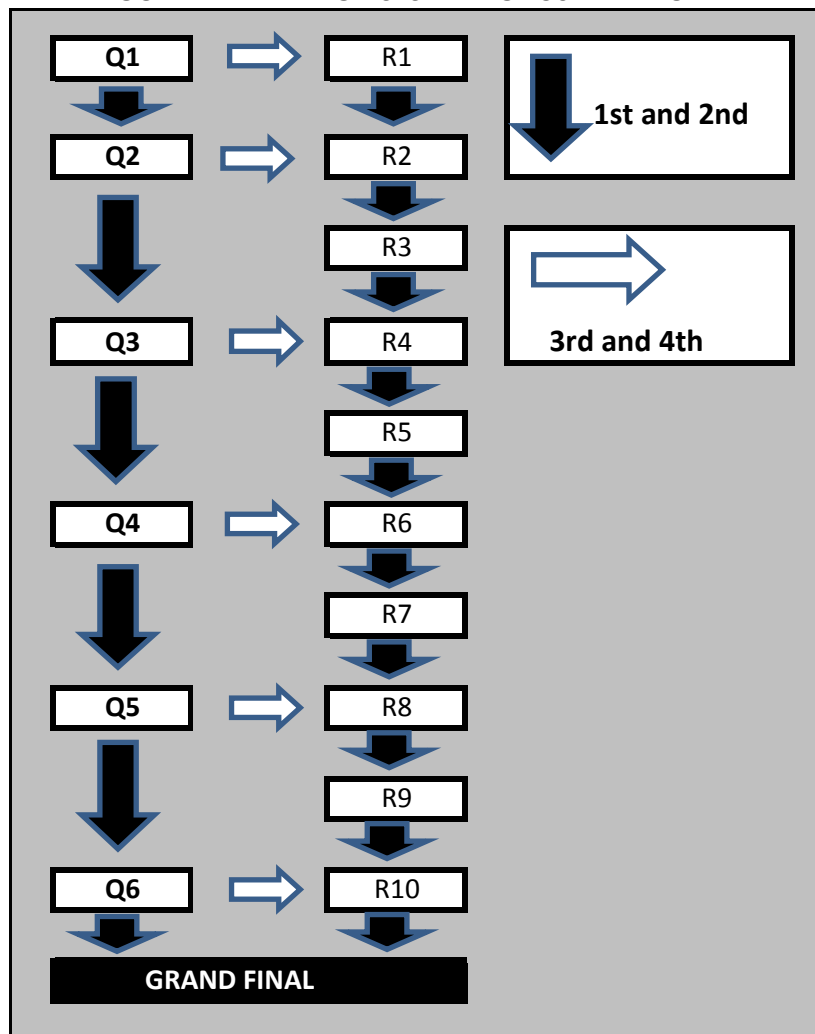 Q1 R1
1st and 2nd
Q2 R2
R3
Q3 R4
3rd and 4th
R5
Q4 R6
R7
Q5 R8
R9
Q6 R10
GRAND FINAL